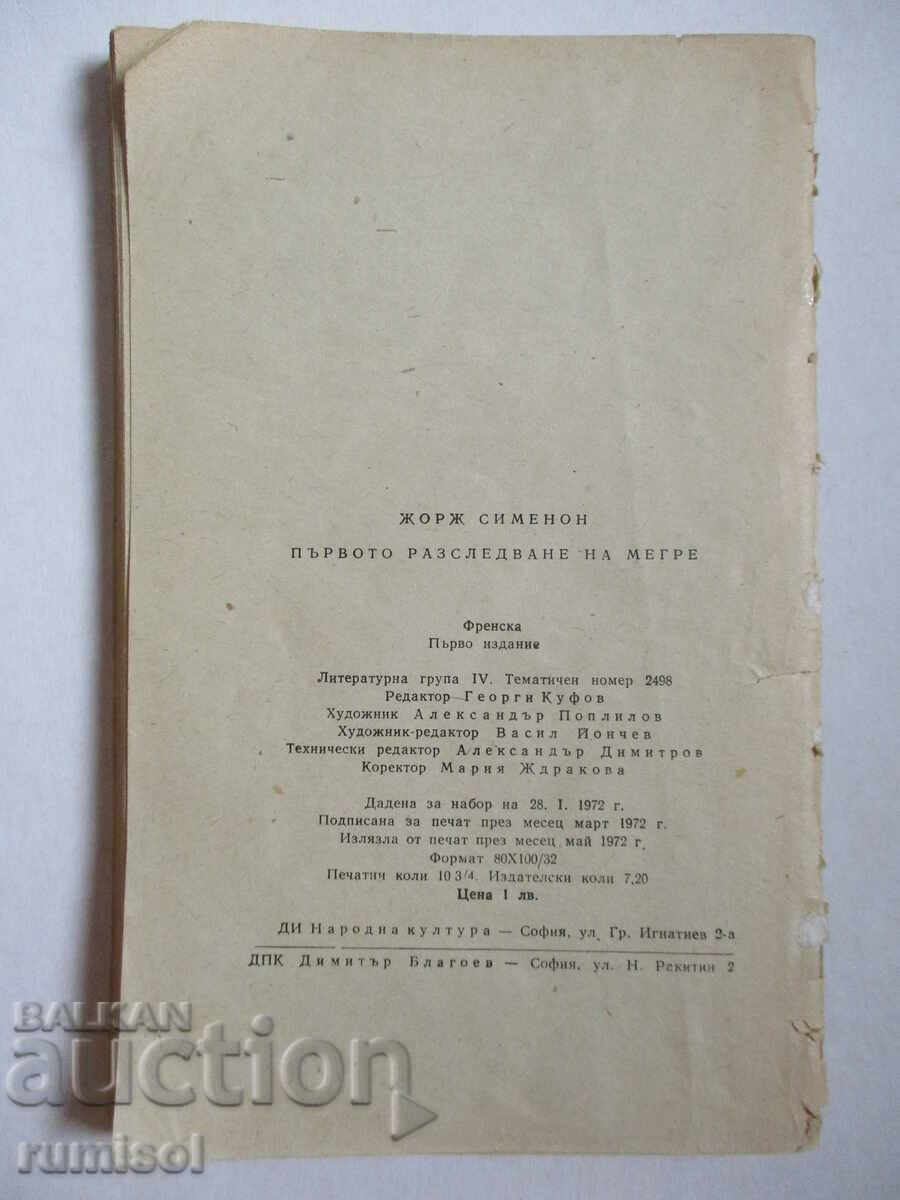 ЖОРЖ СИМЕНОН
ПЪРВОТО РАЗСЛЕДВАНЕ НА МЕГРЕ
Френска
Първо издание
Литературна група IV. Тематичен номер 2498
Редактор Георги Куфов
Художник Александър Поплилов
Художник-редактор Васил Йончев
Технически редактор Александър Димитров
Коректор Мария Ждракова
Дадена за набор на 28. I. 1972 г.
Подписана за печат през месец март 1972 г.
Излязла от печат през месец май 1972 г.
Формат 80X100/32
Печатни коли 10 3/4. Издателски коли 7,20
Цена 1 лв.
ДИ Народна култура — София, ул. Гр. Игнатиев 2-а
ДПК Димитър Благоев — София, ул. Н. Ракитин 2
BALKAN
auction
rumisol